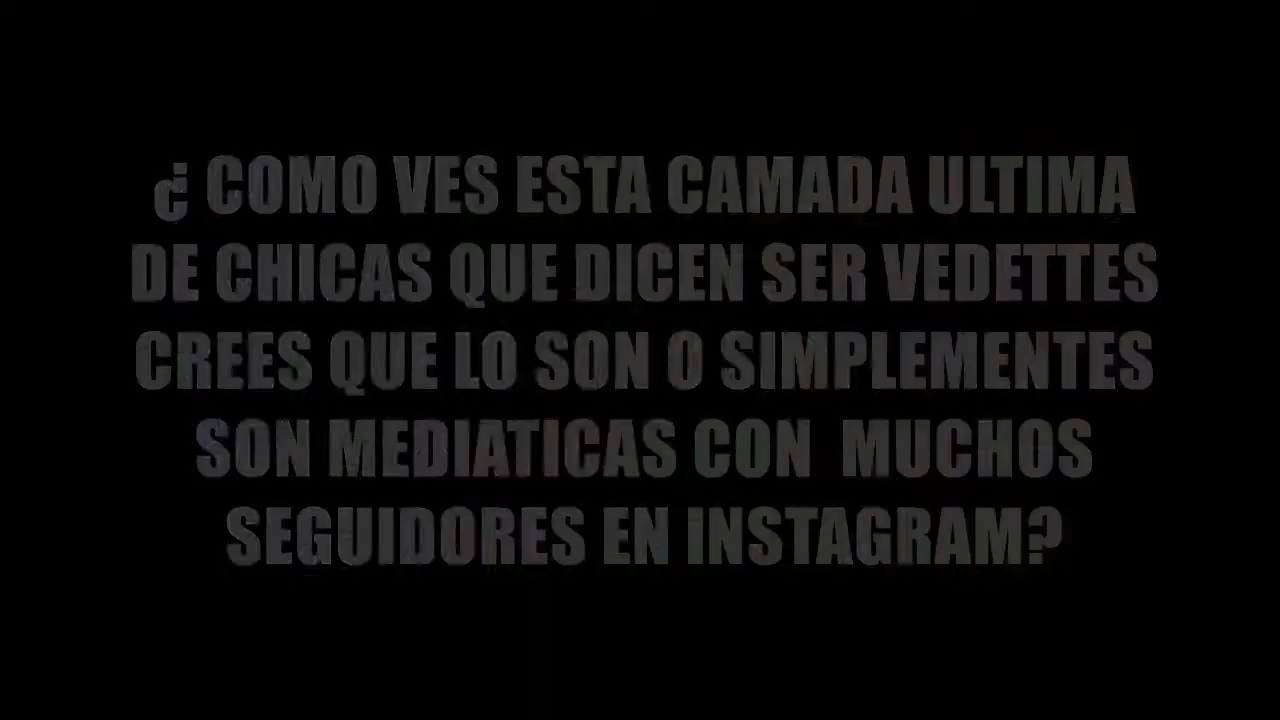 ¿ COMO VES ESTA CAMADA ULTIMA
DE CHICAS QUE DICEN SER VEDETTES
CREES QUE LO SON O SIMPLEMENTES
SON MEDIATICAS CON MUCHOS
SEGUIDORES EN INSTAGRAM?